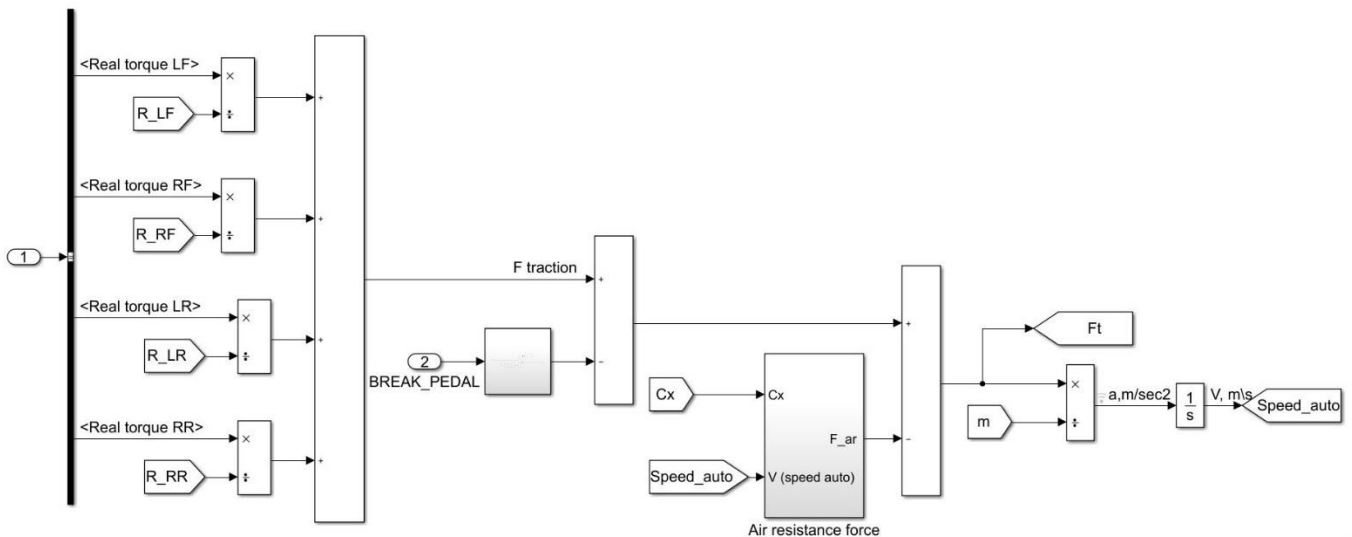 <Real torque LF>
×
R_LF
÷
+
<Real torque RF>
×
R_RF
÷
+
1
<Real torque LR>
×
R_LR
÷
+
<Real torque RR>
×
R_RR
÷
+
F traction
+
2
−
BREAK_PEDAL
Cx
Cx
F_ar
Speed_auto
V (speed auto)
Air resistance force
+
−
Ft
×
m
÷
a,m/sec2
1
s
V, m\s
Speed_auto